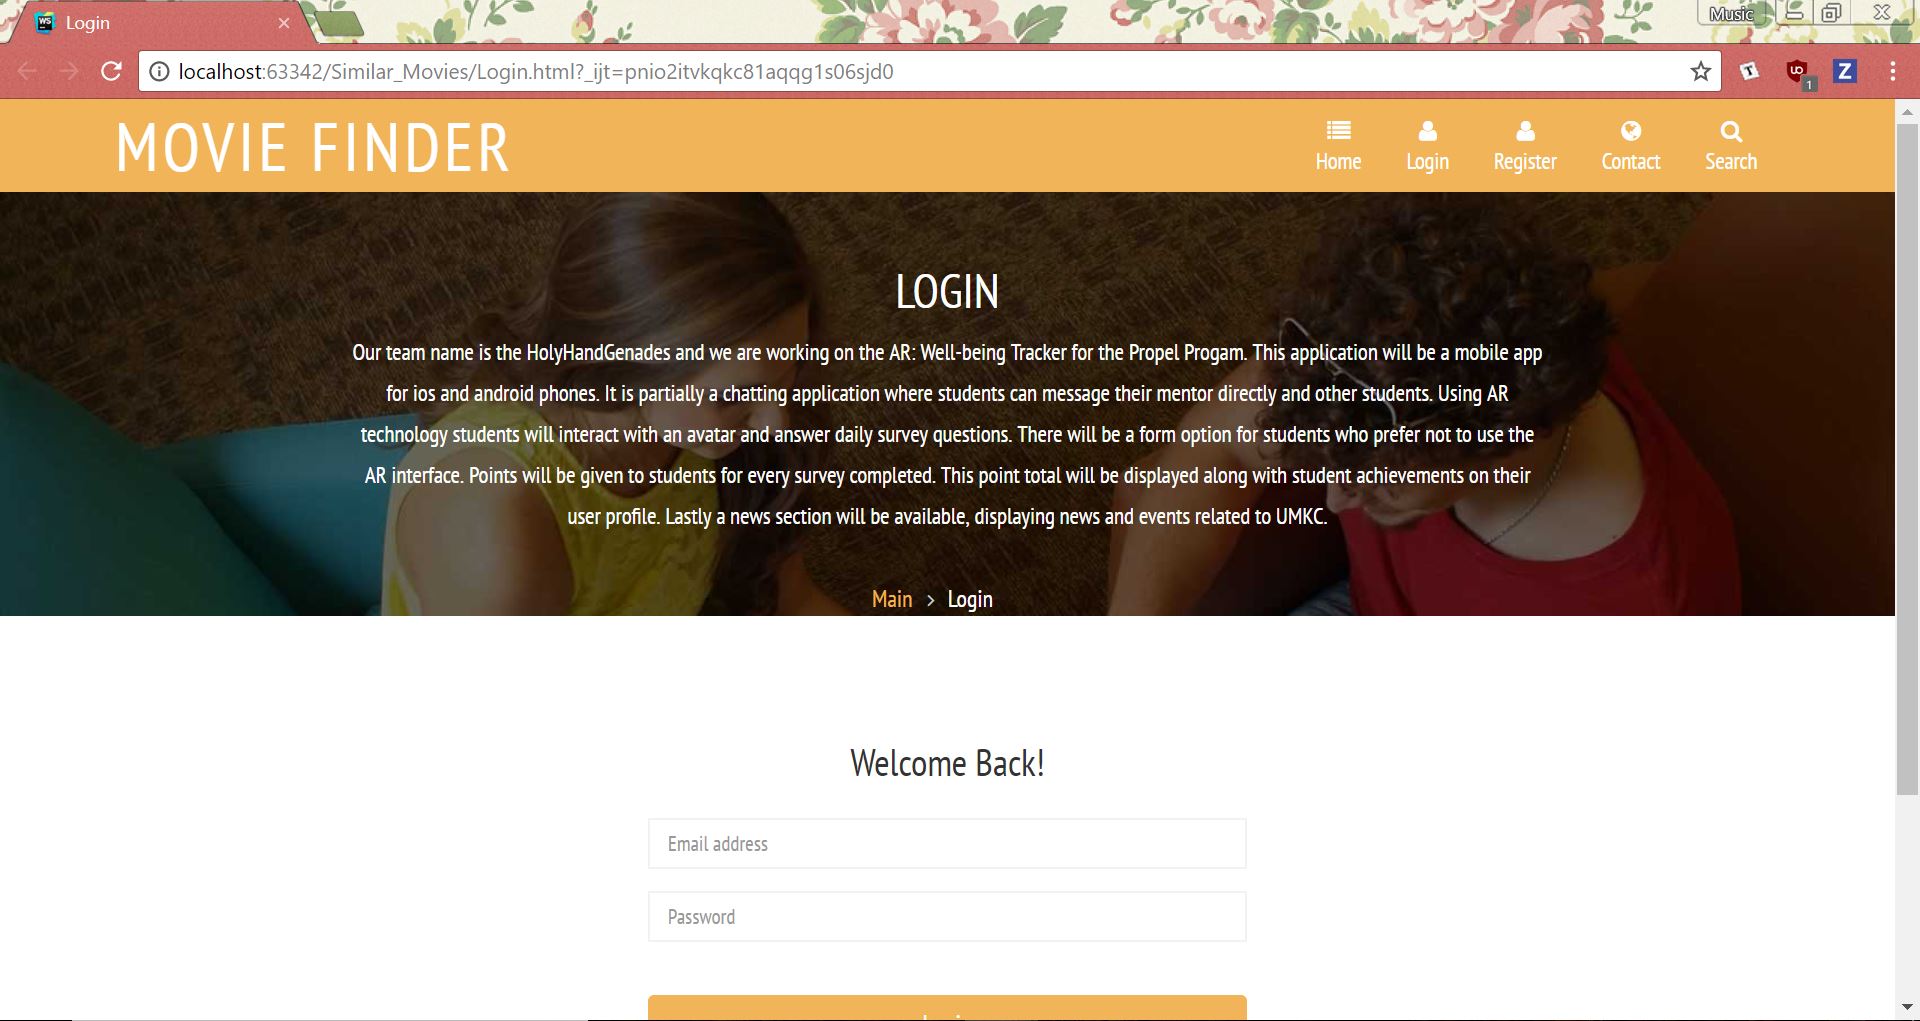 Login
Music
localhost:63342/Similar_Movies/Login.html?_ijt=pnio2itvkqkc81aqqg1s06sjd0
1
MOVIE FINDER
Home
Login
Register
Contact
Search
LOGIN
Our team name is the HolyHandGenades and we are working on the AR: Well-being Tracker for the Propel Progam. This application will be a mobile app
for ios and android phones. It is partially a chatting application where students can message their mentor directly and other students. Using AR
technology students will interact with an avatar and answer daily survey questions. There will be a form option for students who prefer not to use the
AR interface. Points will be given to students for every survey completed. This point total will be displayed along with student achievements on their
user profile. Lastly a news section will be available, displaying news and events related to UMKC.
Main > Login
Welcome Back!
Email address
Password